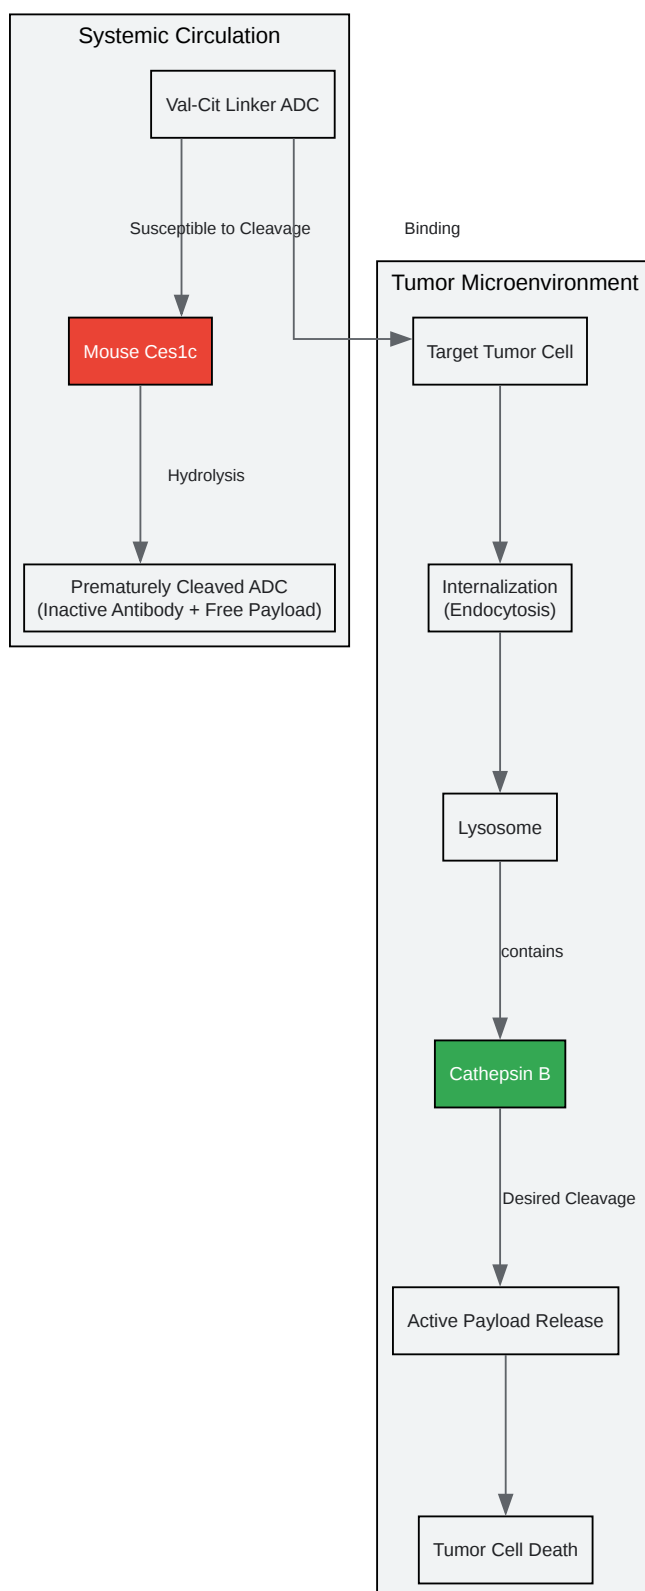 Systemic Circulation
Val-Cit Linker ADC
Susceptible to Cleavage
Binding
Tumor Microenvironment
Mouse Ces1c
Target Tumor Cell
Hydrolysis
Prematurely Cleaved ADC
(Inactive Antibody + Free Payload)
Internalization
(Endocytosis)
Lysosome
contains
Cathepsin B
Desired Cleavage
Active Payload Release
Tumor Cell Death